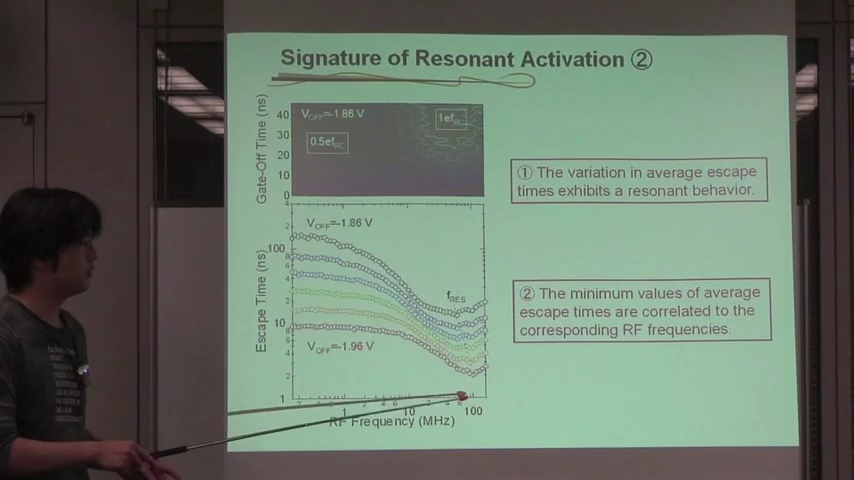 Signature of Resonant Activation ②
Gate-Off Time (ns)
40
30
20
10
0
V_OFF=-1.86 V
0.5ef_RC
1ef_RC
① The variation in average escape
times exhibits a resonant behavior.
Escape Time (ns)
100
10
1
V_OFF=-1.86 V
f_RES
V_OFF=-1.96 V
1 10 100
RF Frequency (MHz)
② The minimum values of average
escape times are correlated to the
corresponding RF frequencies.